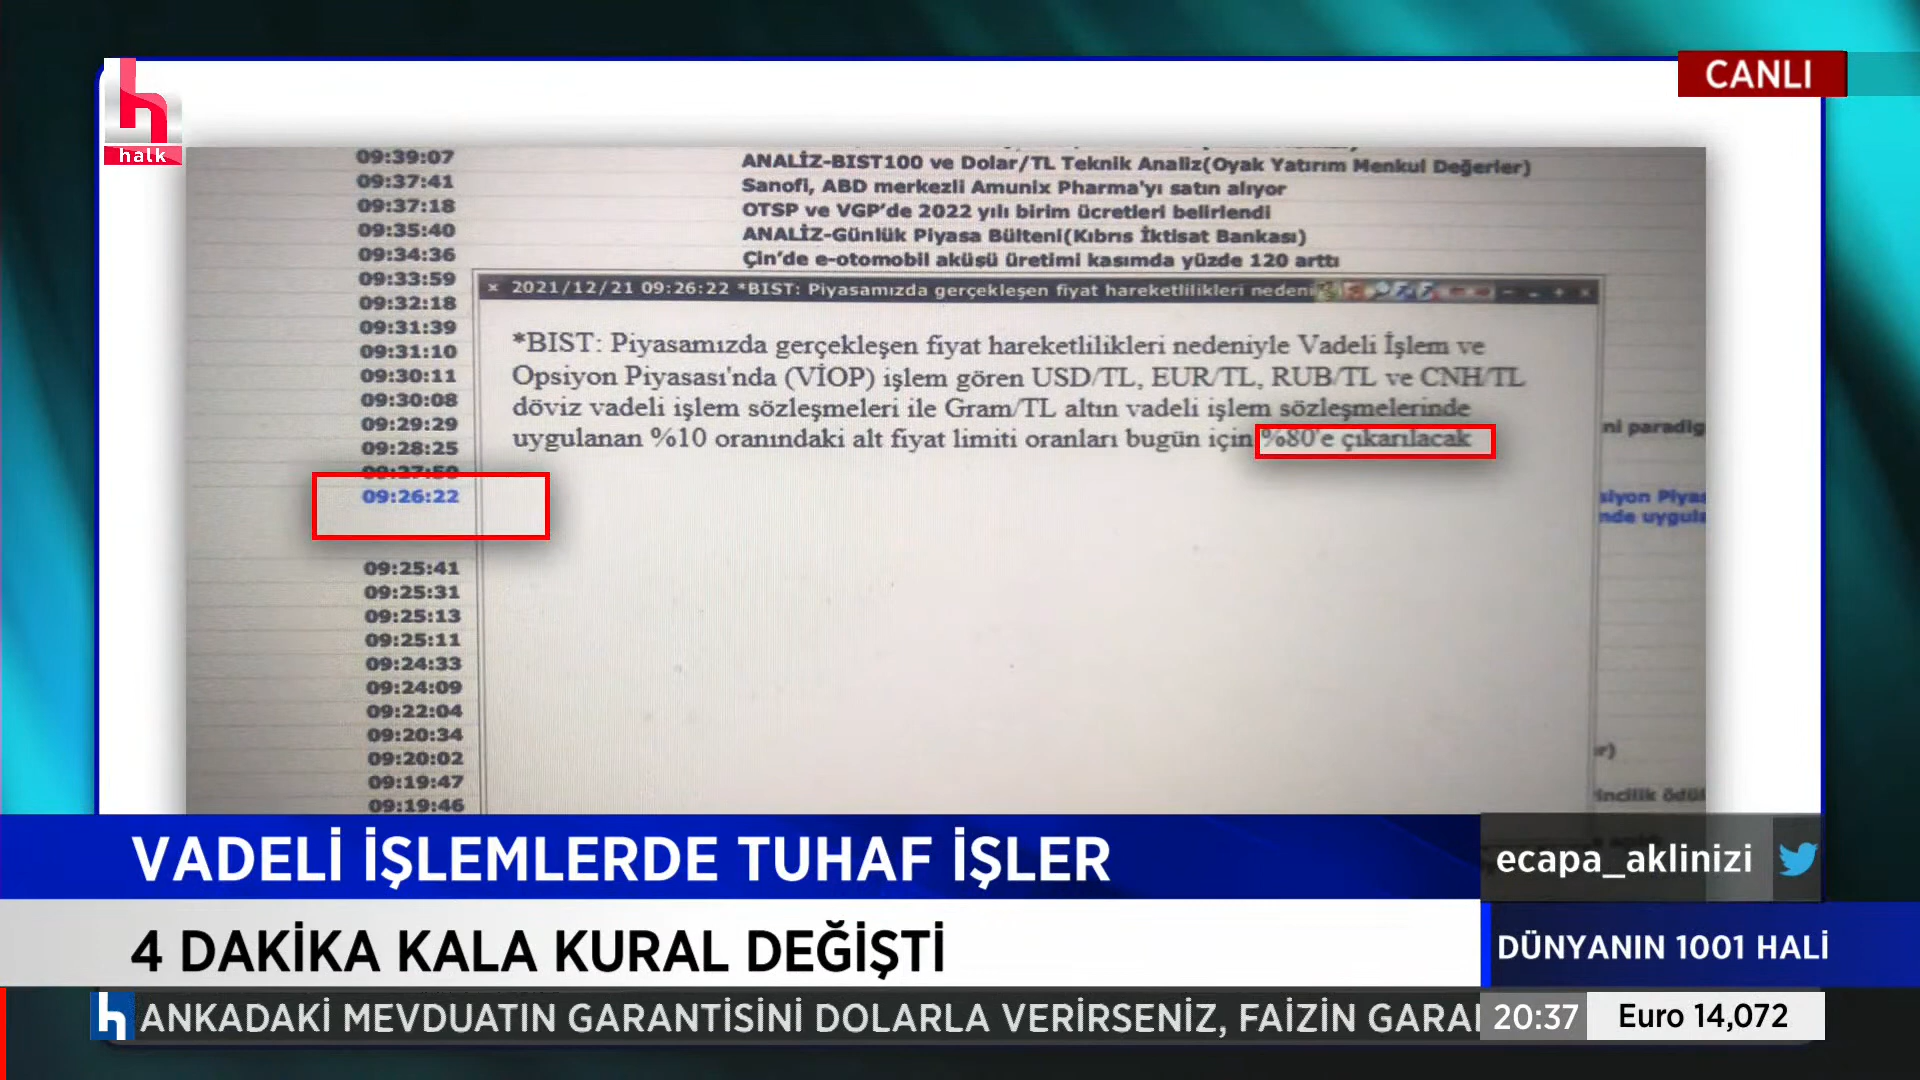 CANLI
h
halk
09:39:07
ANALİZ-BIST100 ve Dolar/TL Teknik Analiz(Oyak Yatırım Menkul Değerler)
09:37:41
Sanofi, ABD merkezli Amunix Pharma'yı satın alıyor
09:37:18
OTSP ve VGP'de 2022 yılı birim ücretleri belirlendi
09:35:40
ANALİZ-Günlük Piyasa Bülteni(Kıbrıs İktisat Bankası)
09:34:36
Çin'de e-otomobil aküsü üretimi kasımda yüzde 120 arttı
09:33:59
2021/12/21 09:26:22 *BIST: Piyasamızda gerçekleşen fiyat hareketlilikleri nedeni
09:32:18
09:31:39
*BIST: Piyasamızda gerçekleşen fiyat hareketlilikleri nedeniyle Vadeli İşlem ve
09:31:10
09:30:11
Opsiyon Piyasası'nda (VİOP) işlem gören USD/TL, EUR/TL, RUB/TL ve CNH/TL
09:30:08
döviz vadeli işlem sözleşmeleri ile Gram/TL altın vadeli işlem sözleşmelerinde
09:29:29
ni paradig
09:28:25
uygulanan %10 oranındaki alt fiyat limiti oranları bugün için %80'e çıkarılacak
09:27:50
09:26:22
siyon Piyas
nde uygula
09:25:41
09:25:31
09:25:13
09:25:11
09:24:33
09:24:09
09:22:04
09:20:34
09:20:02
09:19:47
09:19:46
incilik ödül
VADELİ İŞLEMLERDE TUHAF İŞLER
ecapa_aklinizi
4 DAKİKA KALA KURAL DEĞİŞTİ
DÜNYANIN 1001 HALİ
h
ANKADAKİ MEVDUATIN GARANTİSİNİ DOLARLA VERİRSENİZ, FAİZİN GARA
20:37
Euro 14,072